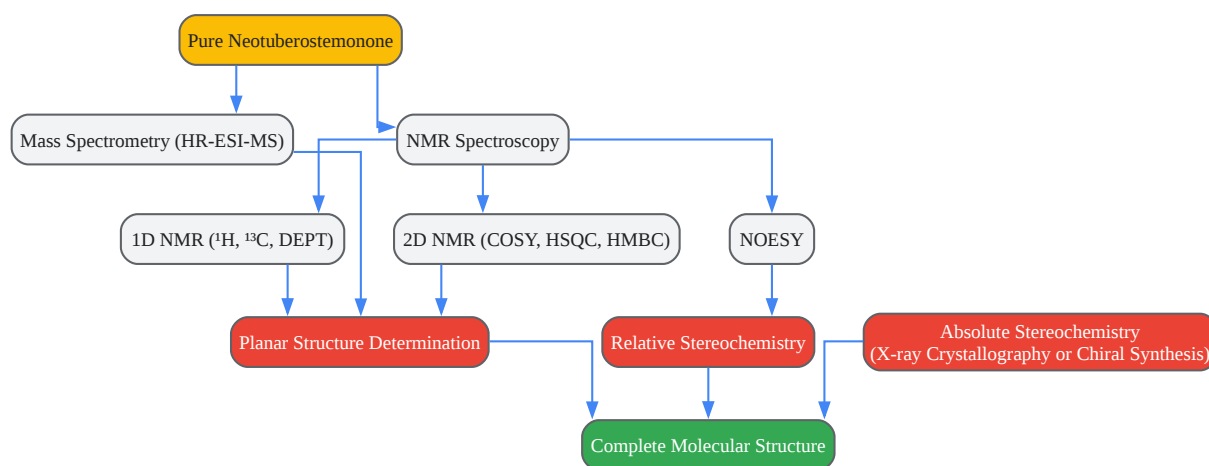 Pure Neotuberostemonone
Mass Spectrometry (HR-ESI-MS)
NMR Spectroscopy
1D NMR (¹H, ¹³C, DEPT)
2D NMR (COSY, HSQC, HMBC)
NOESY
Planar Structure Determination
Relative Stereochemistry
Absolute Stereochemistry
(X-ray Crystallography or Chiral Synthesis)
Complete Molecular Structure